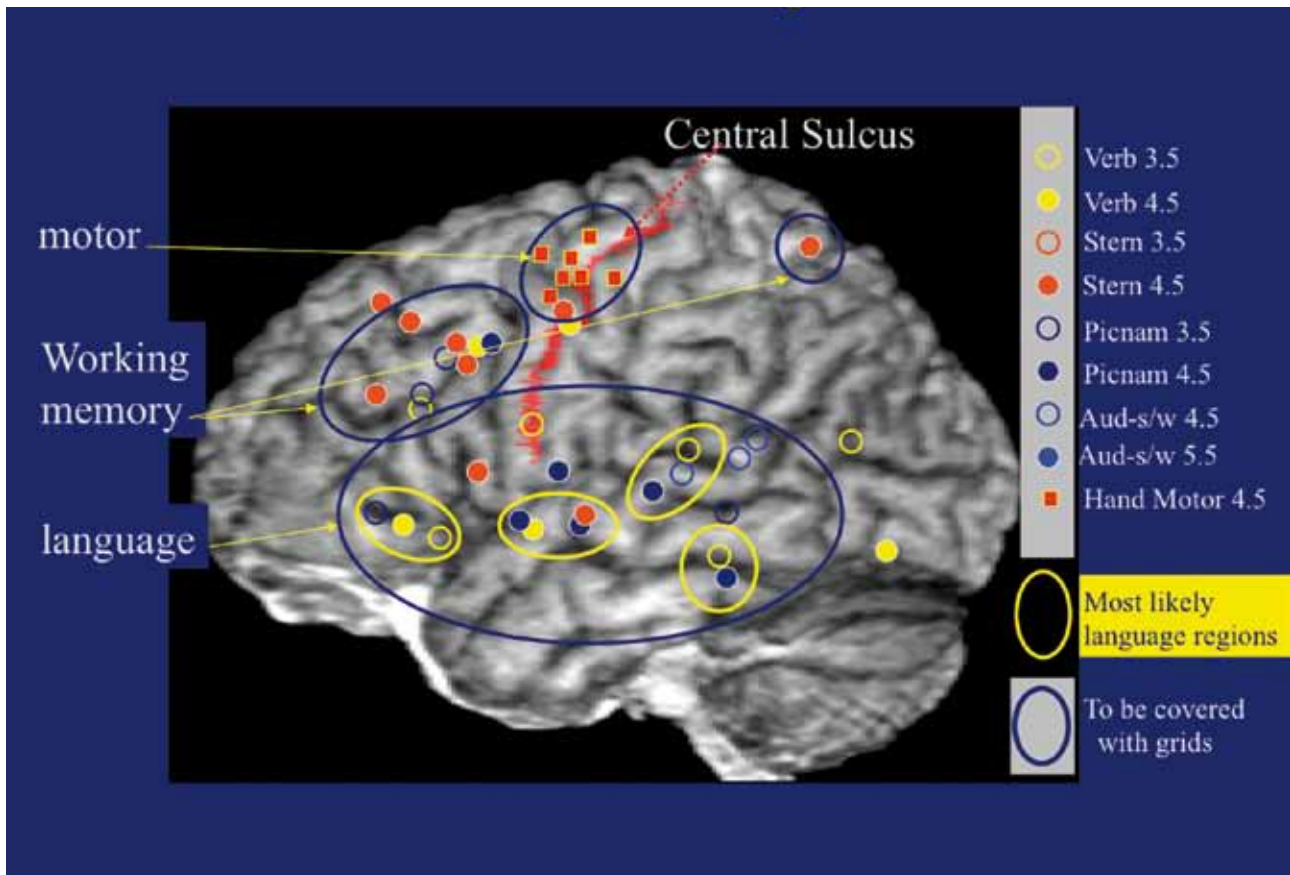 Central Sulcus
motor
Working
memory
language
Verb 3.5
Verb 4.5
Stern 3.5
Stern 4.5
Picnam 3.5
Picnam 4.5
Aud-s/w 4.5
Aud-s/w 5.5
Hand Motor 4.5
Most likely
language regions
To be covered
with grids